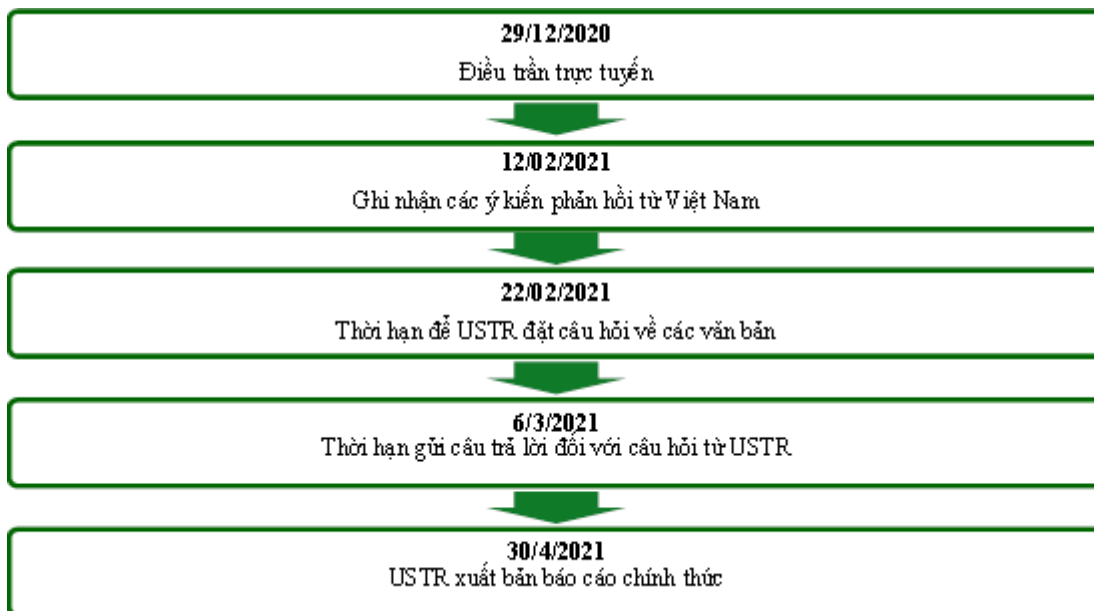 29/12/2020
Điều trần trực tuyến
12/02/2021
Ghi nhận các ý kiến phản hồi từ Việt Nam
22/02/2021
Thời hạn để USTR đặt câu hỏi về các văn bản
6/3/2021
Thời hạn gửi câu trả lời đối với câu hỏi từ USTR
30/4/2021
USTR xuất bản báo cáo chính thức